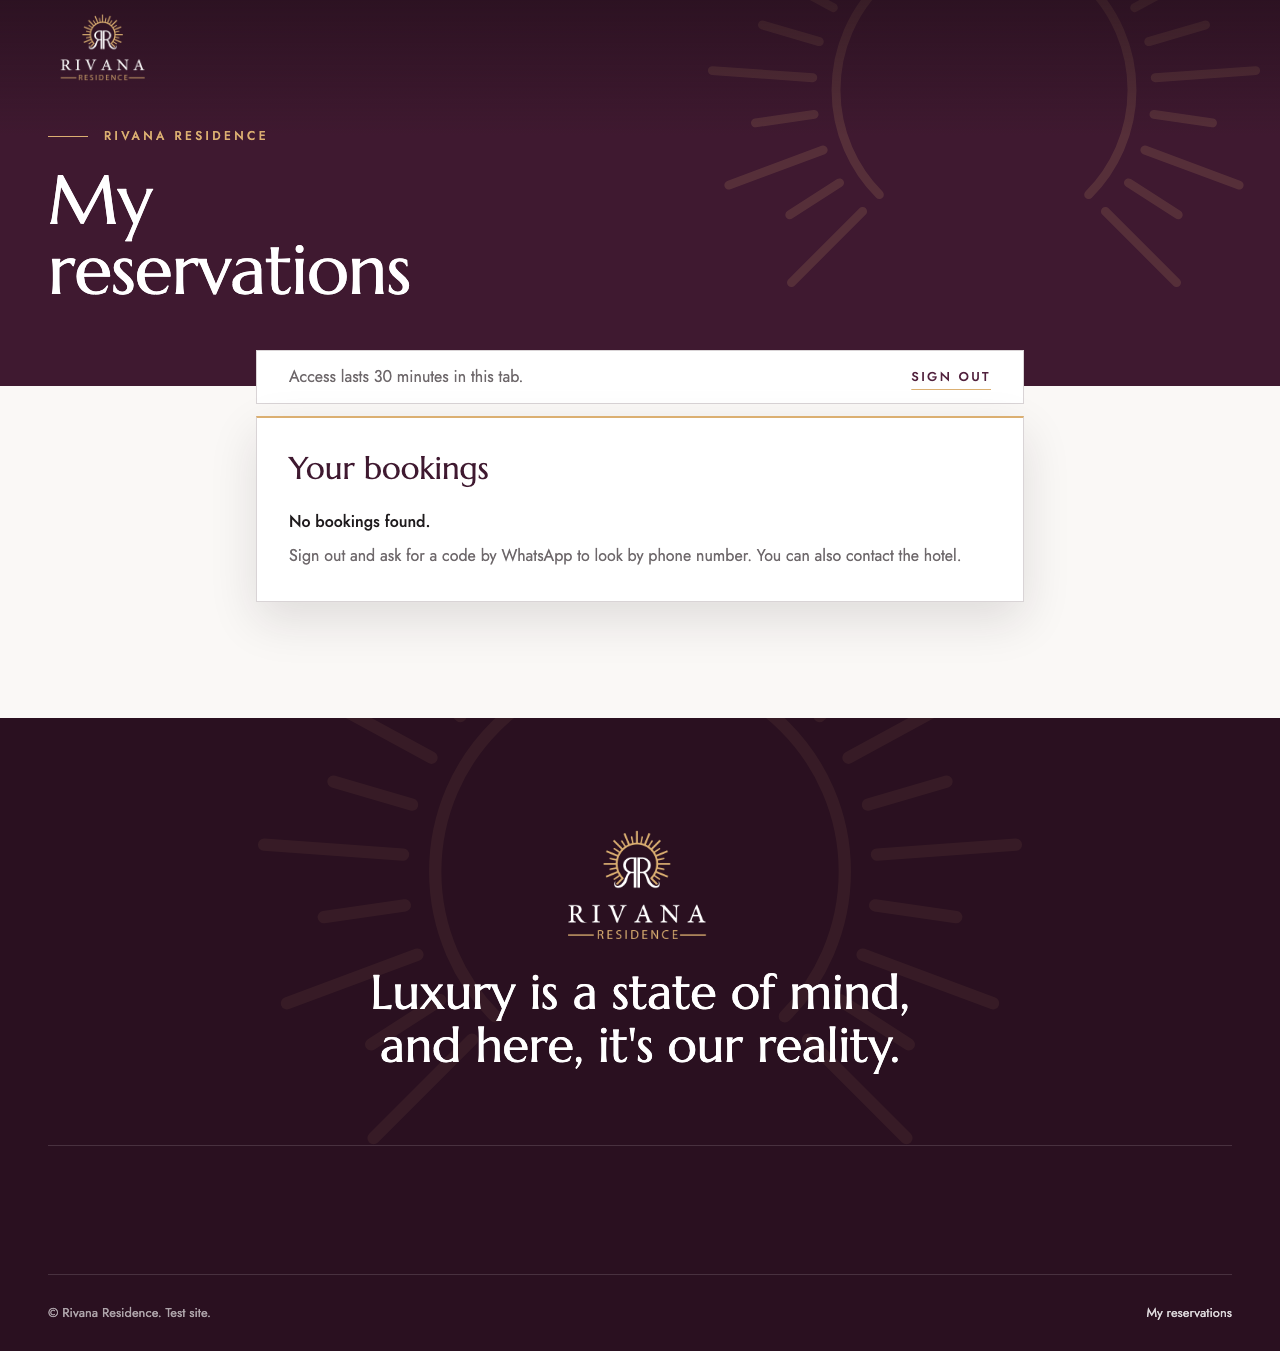 RIVANA
RESIDENCE
RIVANA RESIDENCE
My
reservations
Access lasts 30 minutes in this tab.
SIGN OUT
Your bookings
No bookings found.
Sign out and ask for a code by WhatsApp to look by phone number. You can also contact the hotel.
RIVANA
RESIDENCE
Luxury is a state of mind,
and here, it's our reality.
© Rivana Residence. Test site.
My reservations